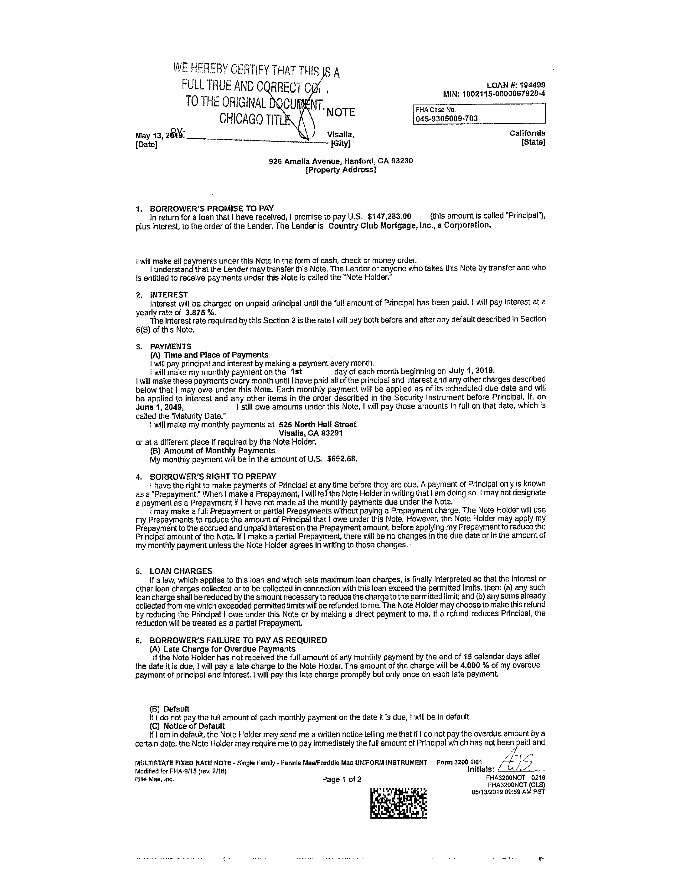 WE HEREBY CERTIFY THAT THIS IS A
FULL TRUE AND CORRECT
TO THE ORIGINAL DOCUMENT.
CHICAGO TITLE
BY:
NOTE
LOAN #: 194499
MIN: 1002115-0000067928-4
FHA Case No.
045-9305009-703
May 13, 2019
[Date]
Visalia,
[City]
California
[State]
926 Amelia Avenue, Hanford, CA 93230
[Property Address]
1. BORROWER'S PROMISE TO PAY
In return for a loan that I have received, I promise to pay U.S. $147,283.00 (this amount is called "Principal"),
plus interest, to the order of the Lender. The Lender is Country Club Mortgage, Inc., a Corporation.
I will make all payments under this Note in the form of cash, check or money order.
I understand that the Lender may transfer this Note. The Lender or anyone who takes this Note by transfer and who
is entitled to receive payments under this Note is called the "Note Holder."
2. INTEREST
Interest will be charged on unpaid principal until the full amount of Principal has been paid. I will pay interest at a
yearly rate of 3.875 %.
The interest rate required by this Section 2 is the rate I will pay both before and after any default described in Section
6(B) of this Note.
3. PAYMENTS
(A) Time and Place of Payments
I will pay principal and interest by making a payment every month.
I will make my monthly payment on the 1st day of each month beginning on July 1, 2019.
I will make these payments every month until I have paid all of the principal and interest and any other charges described
below that I may owe under this Note. Each monthly payment will be applied as of its scheduled due date and will
be applied to interest and any other items in the order described in the Security Instrument before Principal. If, on
June 1, 2049, I still owe amounts under this Note, I will pay those amounts in full on that date, which is
called the "Maturity Date."
I will make my monthly payments at 525 North Hall Street
Visalia, CA 93291
or at a different place if required by the Note Holder.
(B) Amount of Monthly Payments
My monthly payment will be in the amount of U.S. $692.58.
4. BORROWER'S RIGHT TO PREPAY
I have the right to make payments of Principal at any time before they are due. A payment of Principal only is known
as a "Prepayment." When I make a Prepayment, I will tell the Note Holder in writing that I am doing so. I may not designate
a payment as a Prepayment if I have not made all the monthly payments due under the Note.
I may make a full Prepayment or partial Prepayments without paying a Prepayment charge. The Note Holder will use
my Prepayments to reduce the amount of Principal that I owe under this Note. However, the Note Holder may apply my
Prepayment to the accrued and unpaid interest on the Prepayment amount, before applying my Prepayment to reduce the
Principal amount of the Note. If I make a partial Prepayment, there will be no changes in the due date or in the amount of
my monthly payment unless the Note Holder agrees in writing to those changes.
5. LOAN CHARGES
If a law, which applies to this loan and which sets maximum loan charges, is finally interpreted so that the interest or
other loan charges collected or to be collected in connection with this loan exceed the permitted limits, then: (a) any such
loan charge shall be reduced by the amount necessary to reduce the charge to the permitted limit; and (b) any sums already
collected from me which exceeded permitted limits will be refunded to me. The Note Holder may choose to make this refund
by reducing the Principal I owe under this Note or by making a direct payment to me. If a refund reduces Principal, the
reduction will be treated as a partial Prepayment.
6. BORROWER'S FAILURE TO PAY AS REQUIRED
(A) Late Charge for Overdue Payments
If the Note Holder has not received the full amount of any monthly payment by the end of 15 calendar days after
the date it is due, I will pay a late charge to the Note Holder. The amount of the charge will be 4.000 % of my overdue
payment of principal and interest. I will pay this late charge promptly but only once on each late payment.
(B) Default
If I do not pay the full amount of each monthly payment on the date it is due, I will be in default.
(C) Notice of Default
If I am in default, the Note Holder may send me a written notice telling me that if I do not pay the overdue amount by a
certain date, the Note Holder may require me to pay immediately the full amount of Principal which has not been paid and
MULTISTATE FIXED RATE NOTE - Single Family - Fannie Mae/Freddie Mac UNIFORM INSTRUMENT Form 3200 1/01
Modified for FHA 9/15 (rev. 2/16)
Ellie Mae, Inc.
Page 1 of 2
Initials:
FHA3200NOT 0216
FHA3200NOT (CLS)
05/13/2019 09:59 AM PST